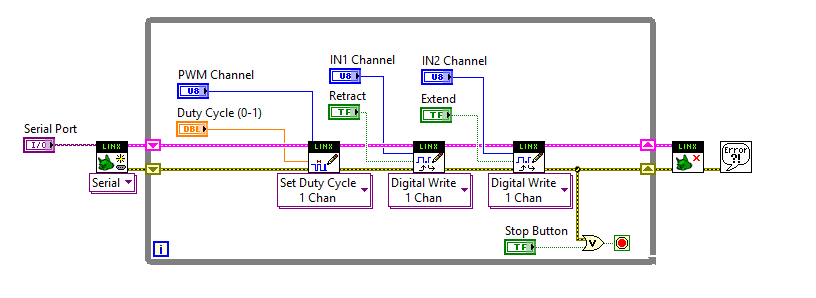 IN1 Channel
IN2 Channel
PWM Channel
U8
U8
U8
Retract
Extend
Duty Cycle (0-1)
TF
TF
DBL
Serial Port
I/O
LINX
LINX
LINX
LINX
LINX
Error
?!
Serial
Set Duty Cycle
1 Chan
Digital Write
1 Chan
Digital Write
1 Chan
Stop Button
TF
V
i